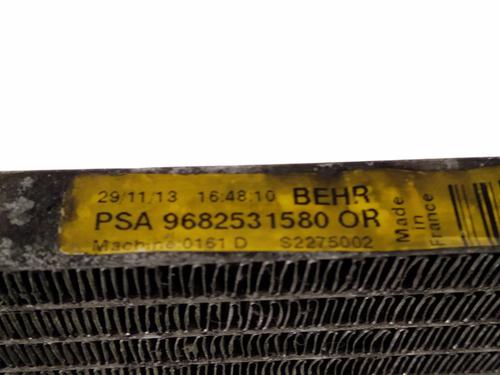 29/11/13 16:48:10 BEHR
PSA 9682531580 OR
Machine 0161 D S2275002
Made
in
France